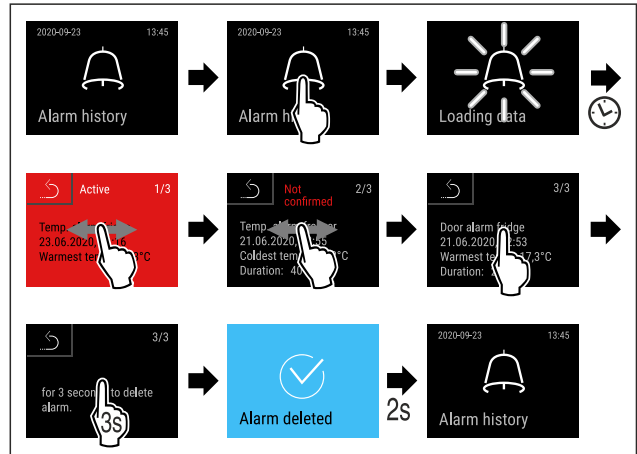 2020-09-23 13:45
Alarm history
2020-09-23 13:45
Alarm h
Loading data
Active 1/3
Temp.
23.06.2020,
Warmest °C
Not
confirmed 2/3
Temp.
21.06.2020, 55
Coldest tem °C
Duration: 40
3/3
Door alarm fridge
21.06.2020, :53
Warmest te 17,3°C
Duration:
3/3
for 3 secon to delete
alarm.
3s
Alarm deleted
2s
2020-09-23 13:45
Alarm history